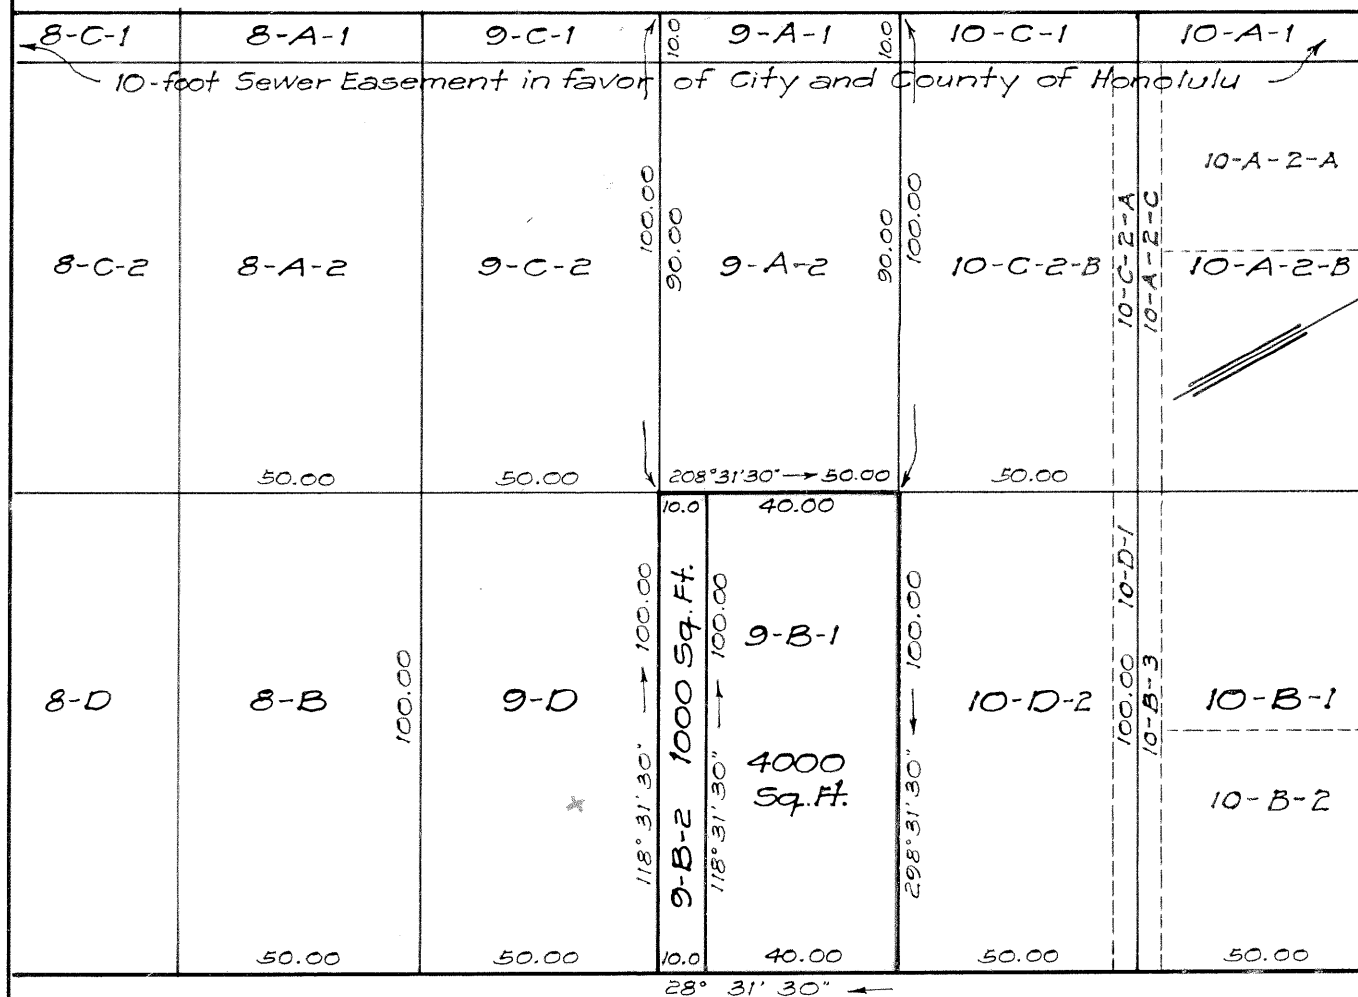 8-C-1 8-A-1 9-C-1 10.0 9-A-1 10.0 10-C-1 10-A-1
10-foot Sewer Easement in favor of City and County of Honolulu
10-A-2-A
100.00 90.00 90.00 100.00
10-C-2-A 10-A-2-C
8-C-2 8-A-2 9-C-2 9-A-2 10-C-2-B 10-A-2-B
50.00 50.00 208°31'30" → 50.00 50.00
10.0 40.00
118° 31' 30" → 100.00
9-B-2 1000 Sq. Ft.
118° 31' 30" → 100.00
9-B-1
298° 31' 30" ← 100.00
100.00 10-D-1
10-B-3
8-D 8-B 100.00 9-D 10-D-2 10-B-1
4000
Sq. Ft.
10-B-2
50.00 50.00 10.0 40.00 50.00 50.00
28° 31' 30" ←